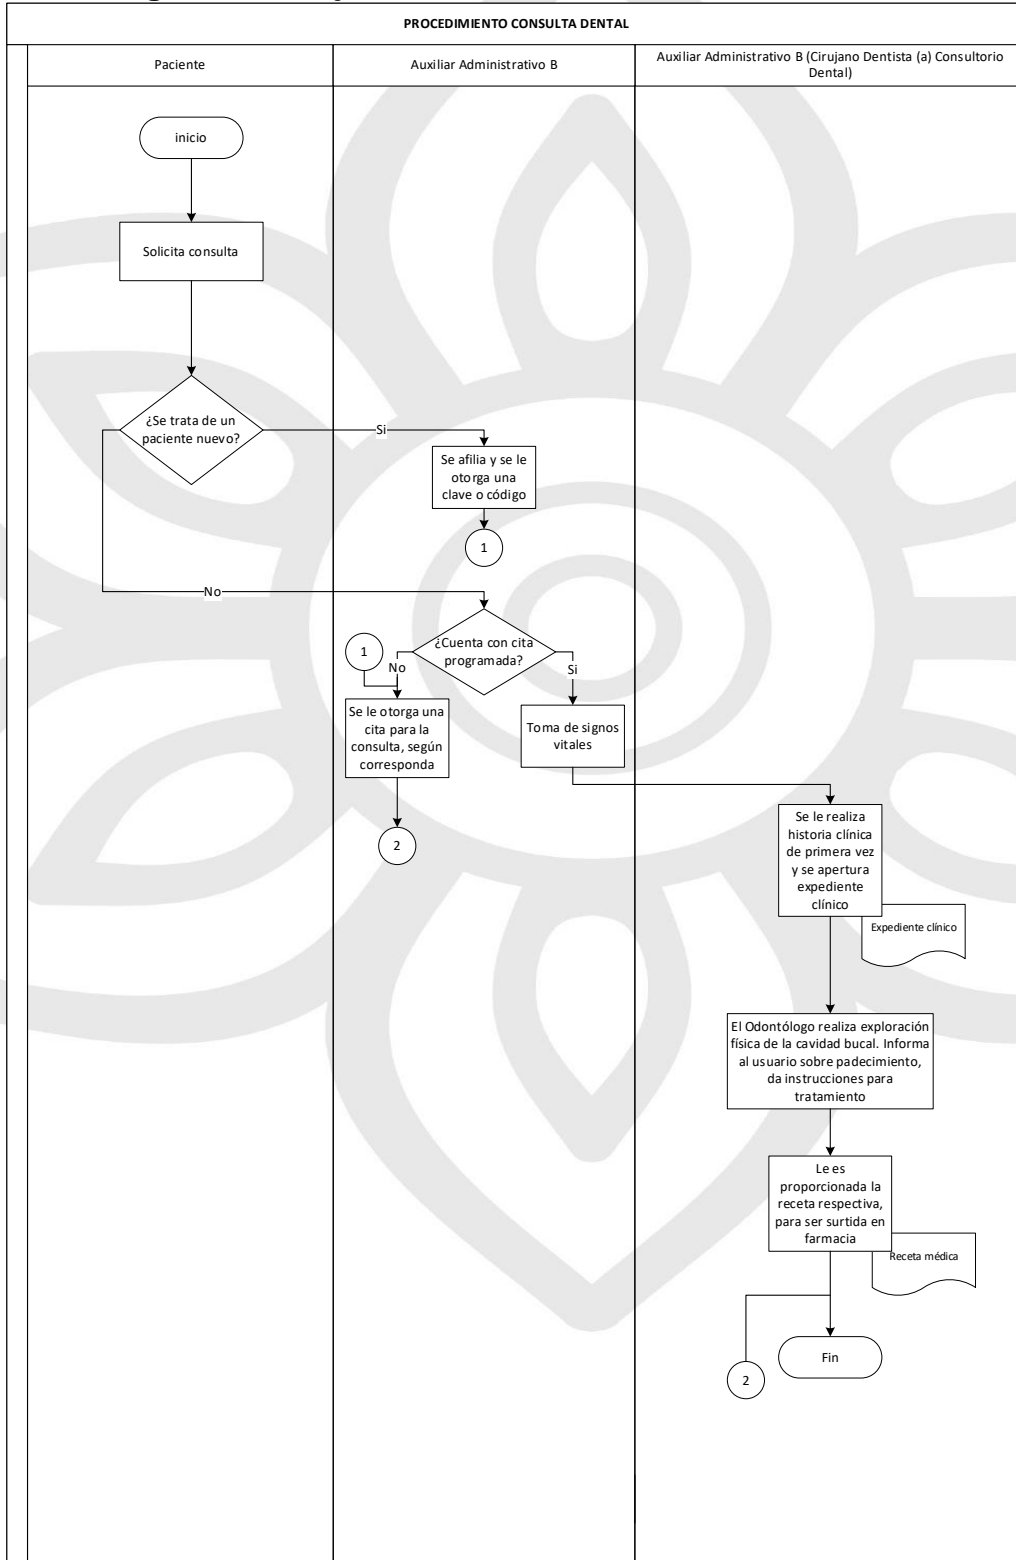 PROCEDIMIENTO CONSULTA DENTAL
Paciente
Auxiliar Administrativo B
Auxiliar Administrativo B (Cirujano Dentista (a) Consultorio
Dental)
inicio
Solicita consulta
¿Se trata de un
paciente nuevo?
Si
Se afilia y se le
otorga una
clave o código
1
No
¿Cuenta con cita
programada?
1
No
Si
Se le otorga una
cita para la
consulta, según
corresponda
Toma de signos
vitales
2
Se le realiza
historia clínica
de primera vez
y se apertura
expediente
clínico
Expediente clínico
El Odontólogo realiza exploración
física de la cavidad bucal. Informa
al usuario sobre padecimiento,
da instrucciones para
tratamiento
Le es
proporcionada la
receta respectiva,
para ser surtida en
farmacia
Receta médica
Fin
2